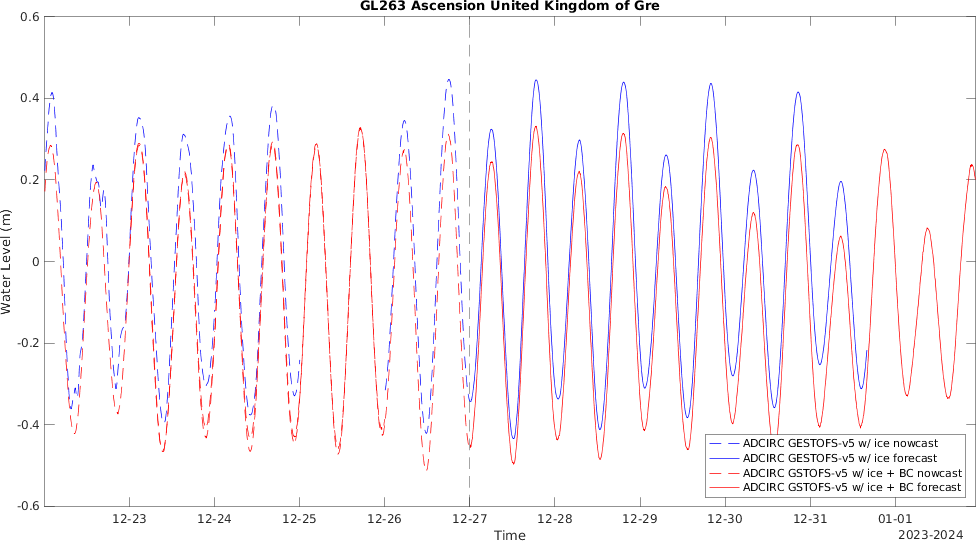 GL263 Ascension United Kingdom of Gre
0.6
0.4
0.2
0
-0.2
-0.4
-0.6
Water Level (m)
12-23
12-24
12-25
12-26
12-27
12-28
12-29
12-30
12-31
01-01
Time
2023-2024
ADCIRC GESTOFS-v5 w/ ice nowcast
ADCIRC GESTOFS-v5 w/ ice forecast
ADCIRC GSTOFS-v5 w/ ice + BC nowcast
ADCIRC GSTOFS-v5 w/ ice + BC forecast